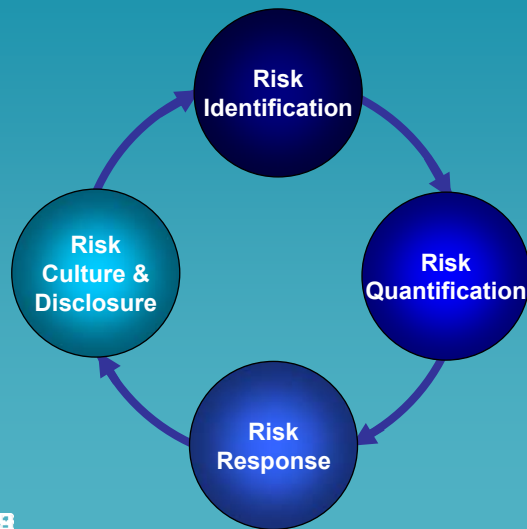 Risk
Identification
Risk
Quantification
Risk
Response
Risk
Culture &
Disclosure